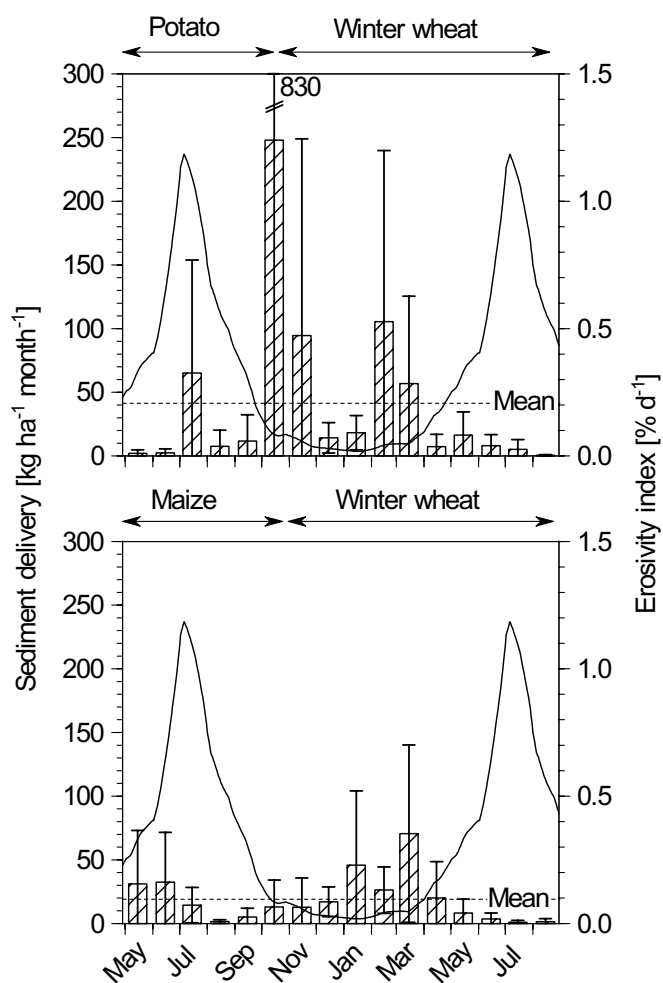 Potato Winter wheat
300 1.5
830
250
200 1.0
150
100 0.5
50
Mean
0 0.0
Maize Winter wheat
300 1.5
250
200 1.0
150
100 0.5
50
Mean
0 0.0
May Jul Sep Nov Jan Mar May Jul
Sediment delivery [kg ha⁻¹ month⁻¹]
Erosivity index [% d⁻¹]